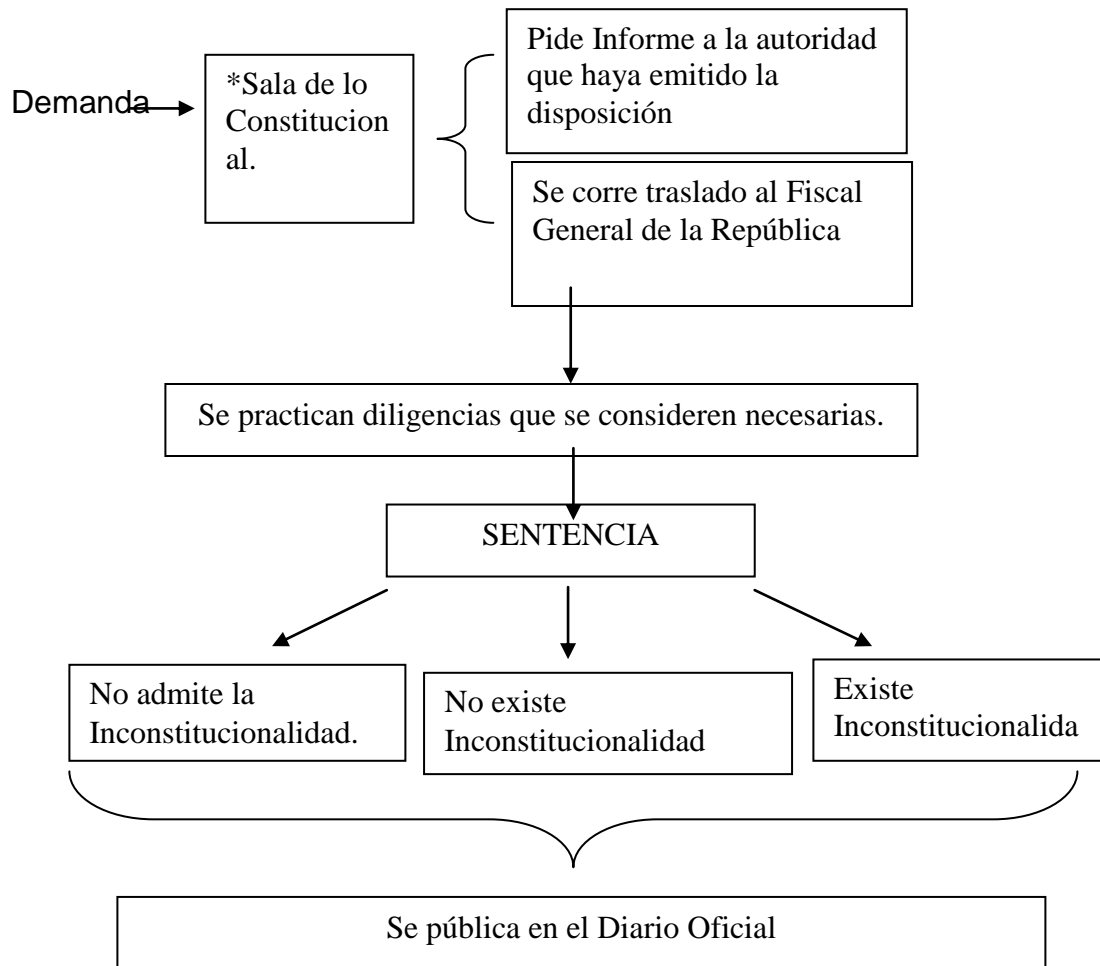 Demanda
*Sala de lo
Constitucion
al.
Pide Informe a la autoridad
que haya emitido la
disposición
Se corre traslado al Fiscal
General de la República
Se practican diligencias que se consideren necesarias.
SENTENCIA
No admite la
Inconstitucionalidad.
No existe
Inconstitucionalidad
Existe
Inconstitucionalida
Se pública en el Diario Oficial